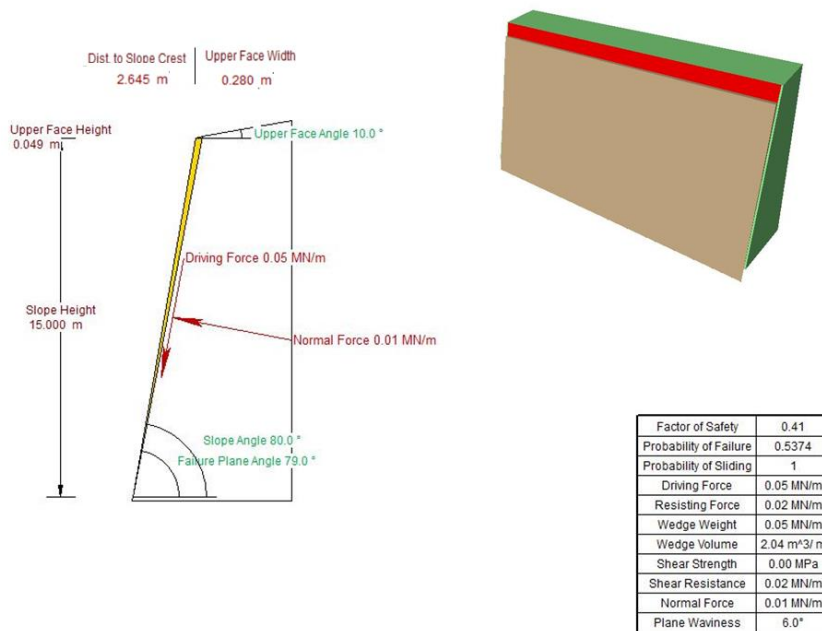 Dist. to Slope Crest
2.645 m
Upper Face Width
0.280 m
Upper Face Height
0.049 m
Upper Face Angle 10.0 °
Driving Force 0.05 MN/m
Slope Height
15.000 m
Normal Force 0.01 MN/m
Slope Angle 80.0 °
Failure Plane Angle 79.0 °
Factor of Safety 0.41
Probability of Failure 0.5374
Probability of Sliding 1
Driving Force 0.05 MN/m
Resisting Force 0.02 MN/m
Wedge Weight 0.05 MN/m
Wedge Volume 2.04 m^3/ m
Shear Strength 0.00 MPa
Shear Resistance 0.02 MN/m
Normal Force 0.01 MN/m
Plane Waviness 6.0°